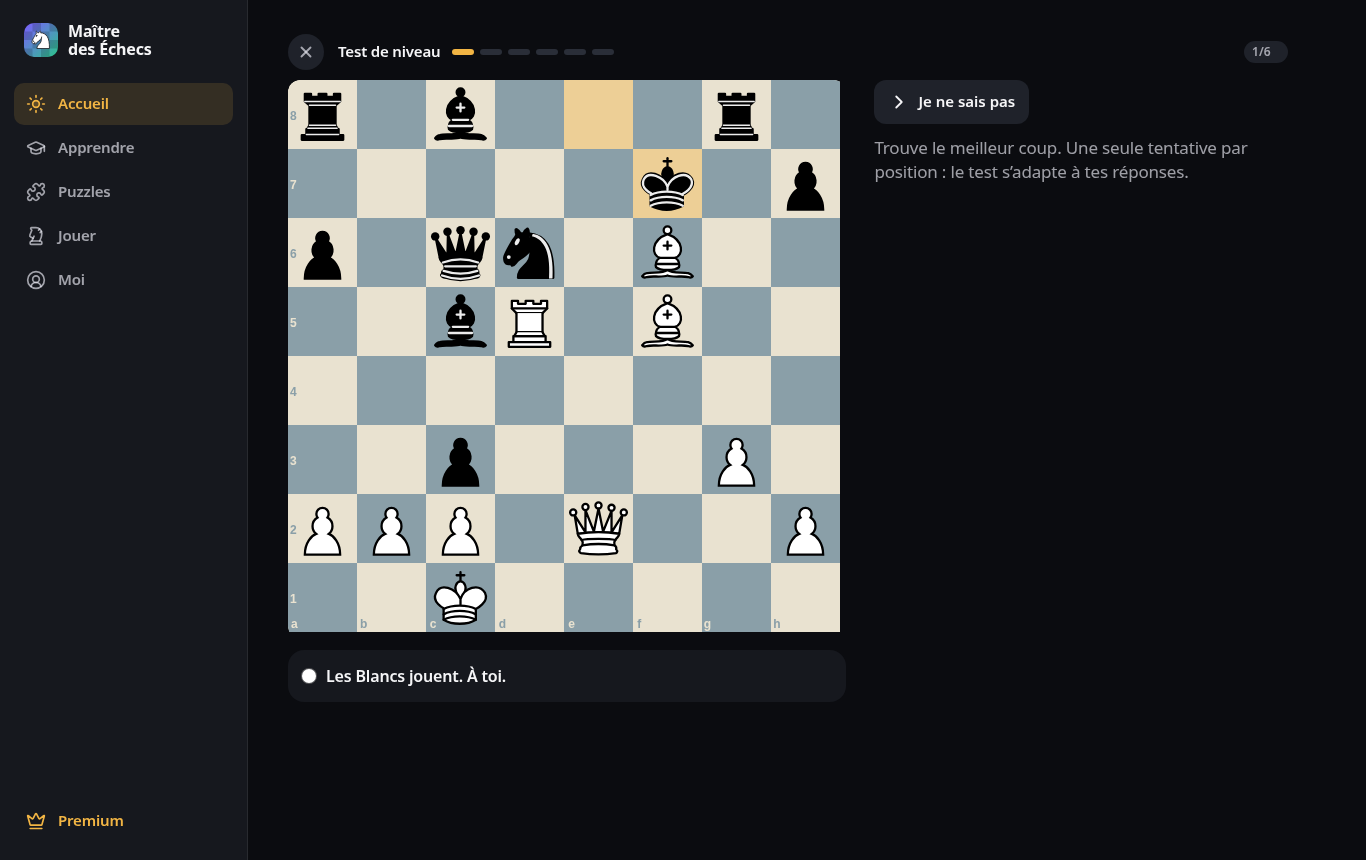 Maître
des Échecs
Accueil
Apprendre
Puzzles
Jouer
Moi
Premium
Test de niveau
1/6
8
7
6
5
4
3
2
1
a b c d e f g h
Les Blancs jouent. À toi.
Je ne sais pas
Trouve le meilleur coup. Une seule tentative par
position : le test s’adapte à tes réponses.